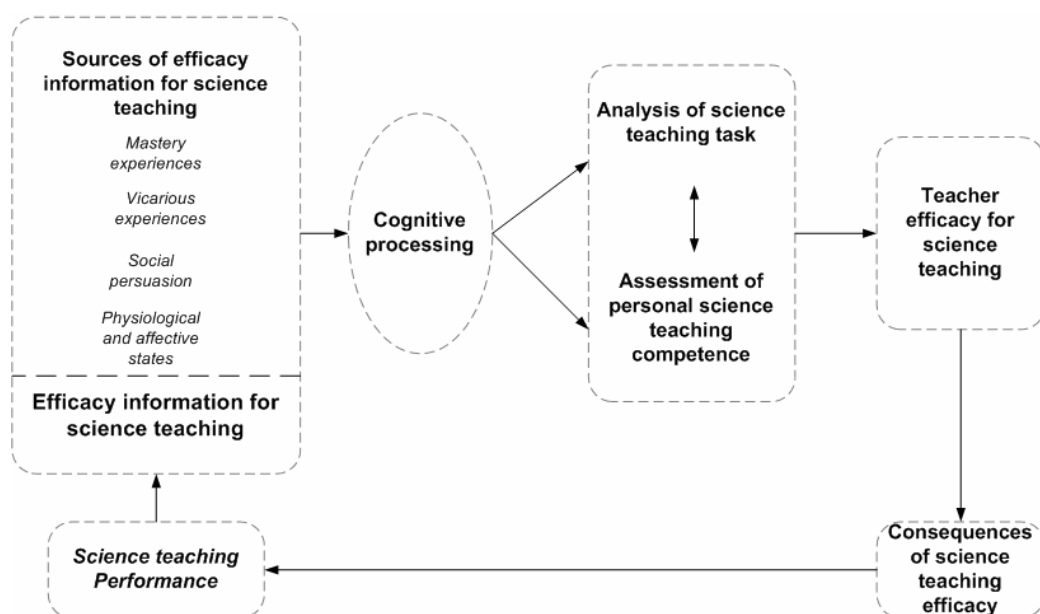 Sources of efficacy
information for science
teaching
Mastery
experiences
Vicarious
experiences
Social
persuasion
Physiological
and affective
states
Efficacy information for
science teaching
Cognitive
processing
Analysis of science
teaching task
Assessment of
personal science
teaching
competence
Teacher
efficacy for
science
teaching
Consequences
of science
teaching
efficacy
Science teaching
Performance